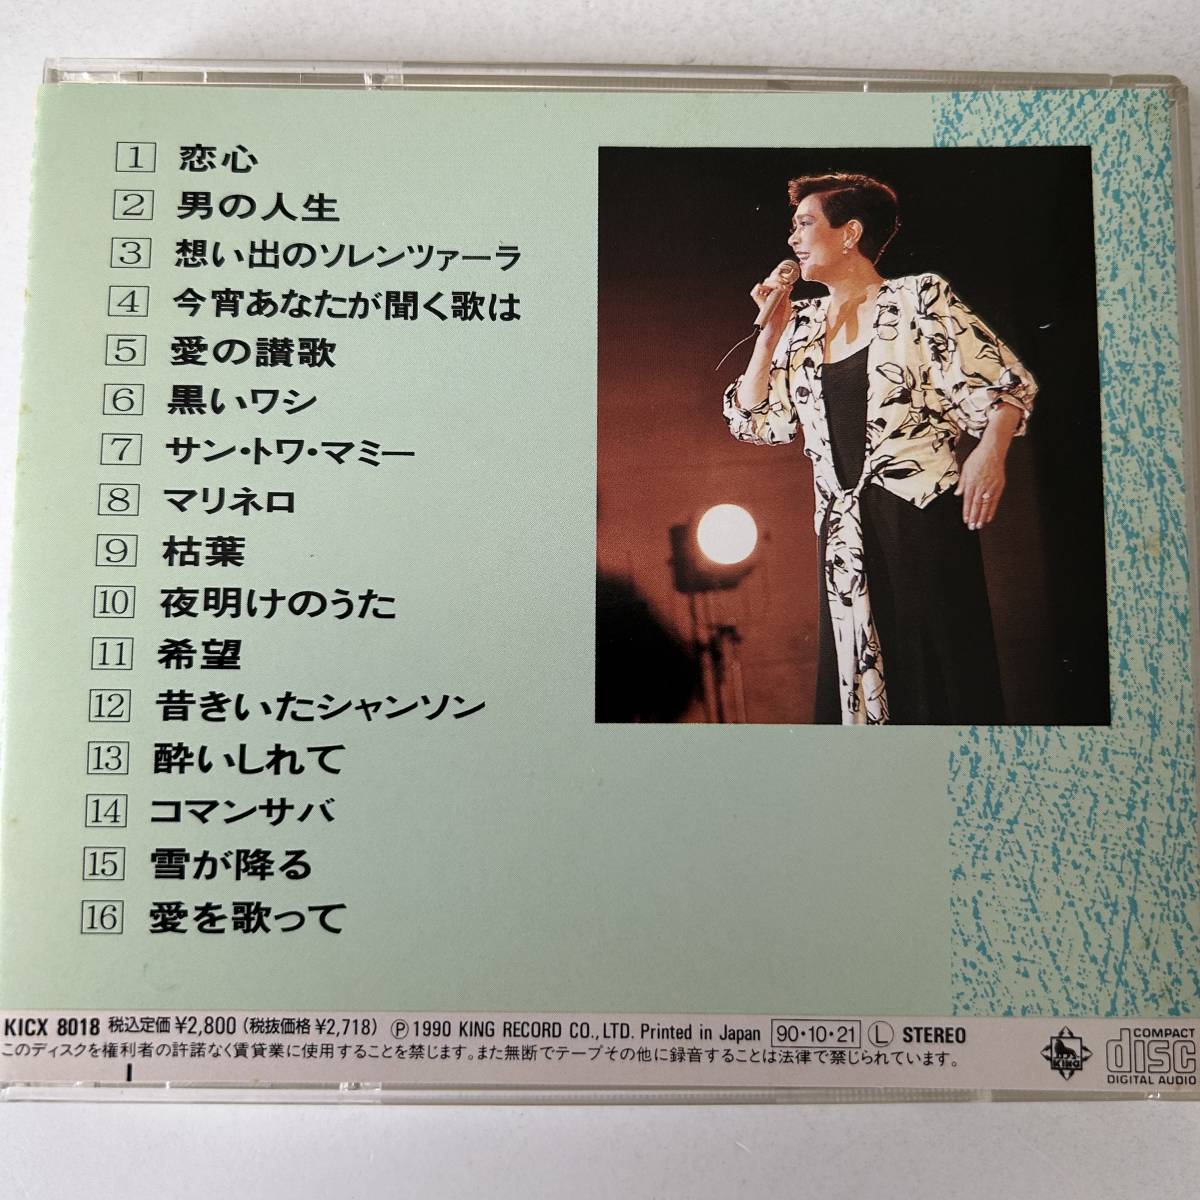 1 恋心
2 男の人生
3 想い出のソレンツァーラ
4 今宵あなたが聞く歌は
5 愛の讃歌
6 黒いワシ
7 サン・トワ・マミー
8 マリネロ
9 枯葉
10 夜明けのうた
11 希望
12 昔きいたシャンソン
13 酔いしれて
14 コマンサバ
15 雪が降る
16 愛を歌って
KICX 8018 税込定価¥2,800(税抜価格¥2,718) Ⓟ1990 KING RECORD CO.,LTD. Printed in Japan 90・10・21 Ⓛ STEREO
このディスクを権利者の許諾なく賃貸業に使用することを禁じます。また無断でテープその他に録音することは法律で禁じられています。
KING
COMPACT
disc
DIGITAL AUDIO